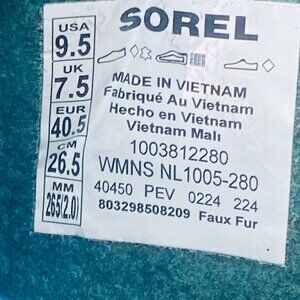 SOREL
USA
9.5
UK
7.5
EUR
40.5
CM
26.5
MM
265(2.0)
MADE IN VIETNAM
Fabriqué Au Vietnam
Hecho en Vietnam
Vietnam Malı
1003812280
WMNS NL1005-280
40450 PEV 0224 224
803298508209 Faux Fur